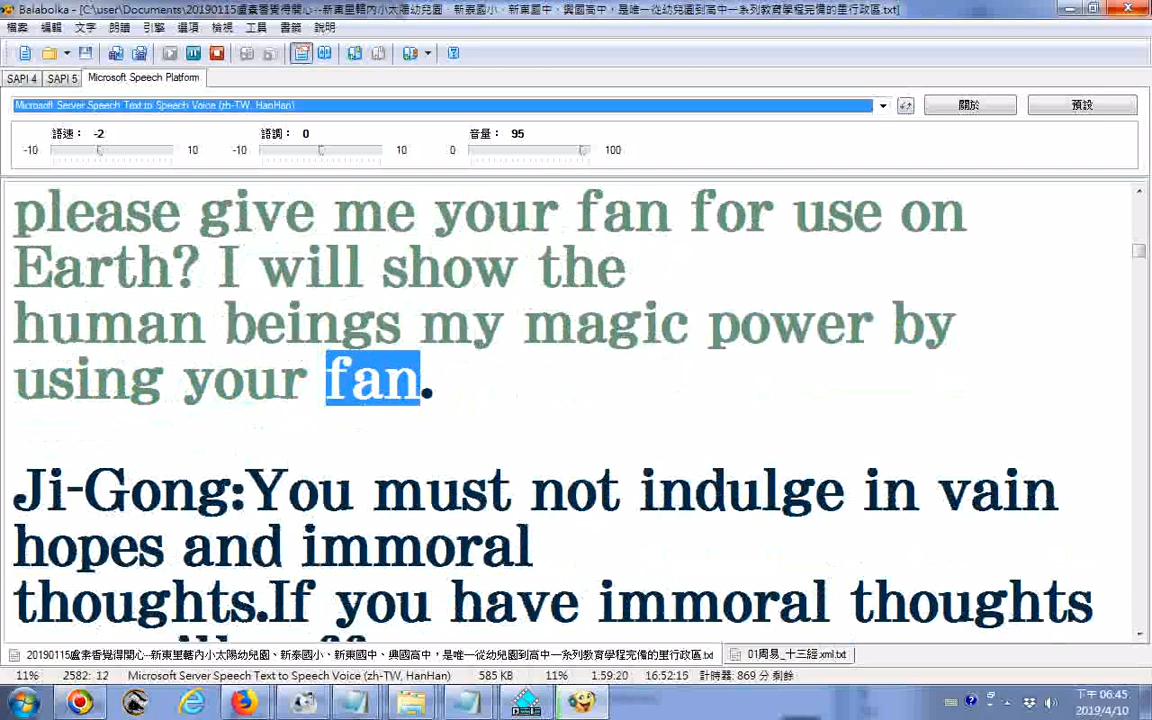 Balabolka - [C:\user\Documents\20190115盧素香覺得開心--新東里轄內小太陽幼兒園、新泰國小、新東國中、興國高中，是唯一從幼兒園到高中一系列教育學程完備的里行政區.txt]
檔案 編輯 文字 朗讀 引擎 選項 檢視 工具 書籤 說明
SAPI 4 SAPI 5 Microsoft Speech Platform
Microsoft Server Speech Text to Speech Voice (zh-TW, HanHan) 關於 預設
語速： -2 語調： 0 音量： 95
-10 10 -10 10 0 100
please give me your fan for use on
Earth? I will show the
human beings my magic power by
using your fan.
Ji-Gong:You must not indulge in vain
hopes and immoral
thoughts.If you have immoral thoughts
20190115盧素香覺得開心--新東里轄內小太陽幼兒園、新泰國小、新東國中、興國高中，是唯一從幼兒園到高中一系列教育學程完備的里行政區.txt 01周易_十三經.xml.txt
11% 2582: 12 Microsoft Server Speech Text to Speech Voice (zh-TW, HanHan) 585 KB 11% 1:59:20 16:52:15 計時器: 869 分 剩餘
下午 06:45
2019/4/10